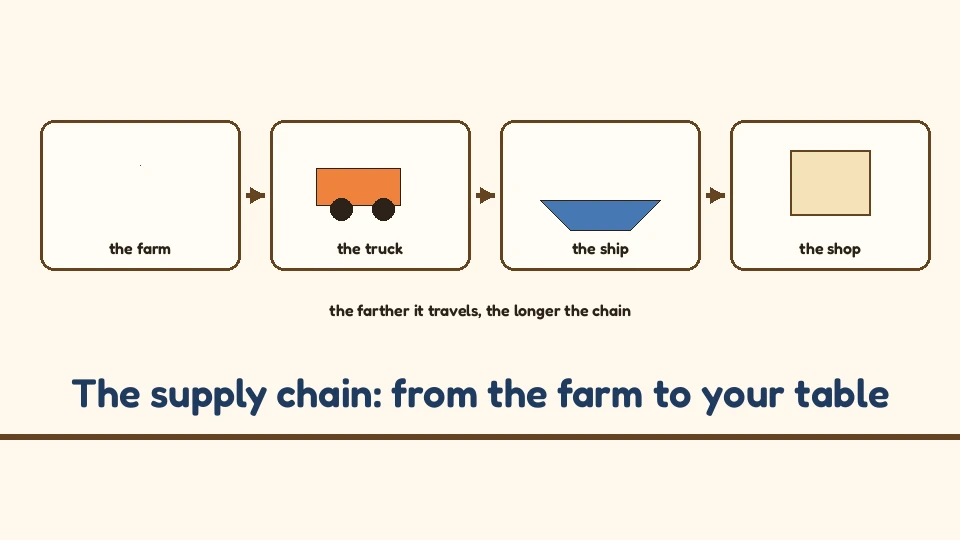 the farm
the truck
the ship
the shop
the farther it travels, the longer the chain
The supply chain: from the farm to your table